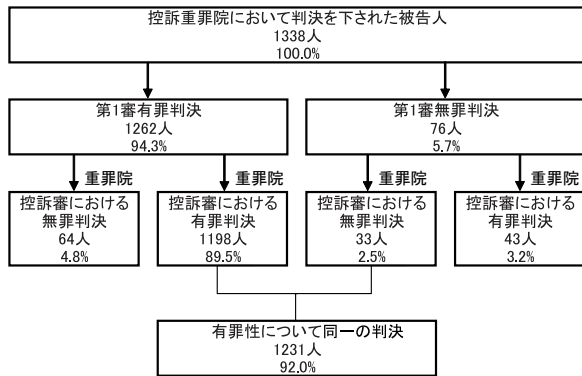 控訴重罪院において判決を下された被告人
1338人
100.0%
第1審有罪判決
1262人
94.3%
第1審無罪判決
76人
5.7%
重罪院
重罪院
重罪院
重罪院
控訴審における
無罪判決
64人
4.8%
控訴審における
有罪判決
1198人
89.5%
控訴審における
無罪判決
33人
2.5%
控訴審における
有罪判決
43人
3.2%
有罪性について同一の判決
1231人
92.0%